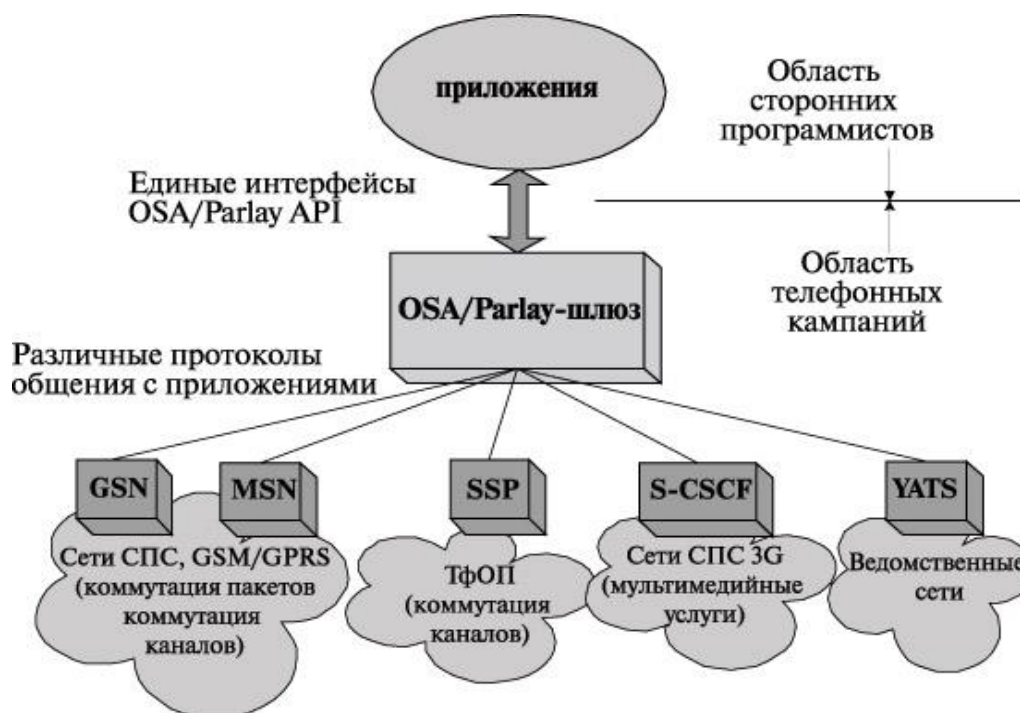 приложения
Область
сторонних
программистов
Единые интерфейсы
OSA/Parlay API
Область
телефонных
кампаний
OSA/Parlay-шлюз
Различные протоколы
общения с приложениями
GSN
MSN
SSP
S-CSCF
YATS
Сети СПС, GSM/GPRS
(коммутация пакетов
коммутация
каналов)
ТфОП
(коммутация
каналов)
Сети СПС 3G
(мультимедийные
услуги)
Ведомственные
сети